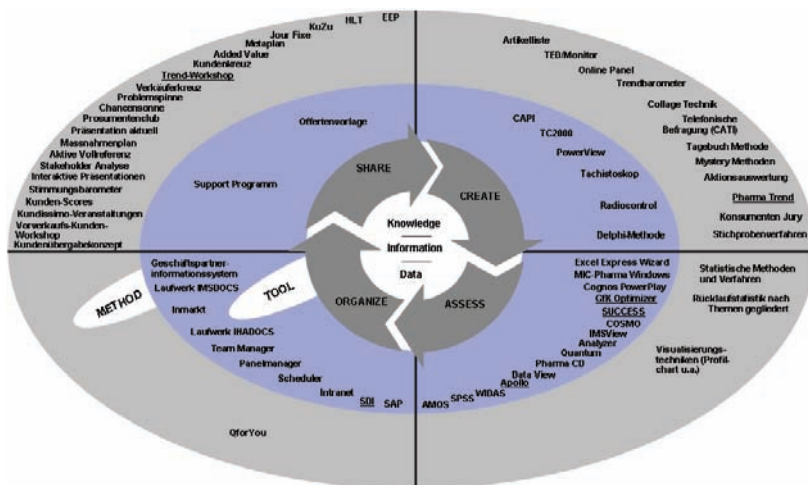 EEP
HLT
KuZu
Jour Fixe
Metaplan
Added Value
Kundenkreuz
Trend-Workshop
Verkäuferkreuz
Problemspinne
Chancensonne
Prosumentenclub
Präsentation aktuell
Massnahmenplan
Aktive Vollreferenz
Stakeholder Analyse
Interaktive Präsentationen
Stimmungsbarometer
Kunden-Scores
Kundissimo-Veranstaltungen
Vorverkaufs-Kunden-
Workshop
Kundenübergabekonzept
Offertenvorlage
Support Programm
Artikelliste
TED/Monitor
Online Panel
Trendbarometer
Collage Technik
Telefonische
Befragung (CATI)
Tagebuch Methode
Mystery Methoden
Aktionsauswertung
Pharma Trend
Konsumenten Jury
Stichprobenverfahren
CAPI
TC2000
PowerView
Tachistoskop
Radiocontrol
Delphi-Methode
SHARE
CREATE
Knowledge
Information
Data
ORGANIZE
ASSESS
METHOD
TOOL
Geschäftspartner-
informationssystem
Laufwerk IMSDOCS
Inmarkt
Laufwerk IHADOCS
Team Manager
Panelmanager
Scheduler
Intranet
SDI
SAP
QforYou
Excel Express Wizard
MIC-Pharma Windows
Cognos PowerPlay
GfK Optimizer
SUCCESS
COSMO
IMSView
Analyzer
Quantum
Pharma CD
Data View
Apollo
WIDAS
SPSS
AMOS
Statistische Methoden
und Verfahren
Rücklaufstatistik nach
Themen gegliedert
Visualisierungs-
techniken (Profil-
chart u.a.)